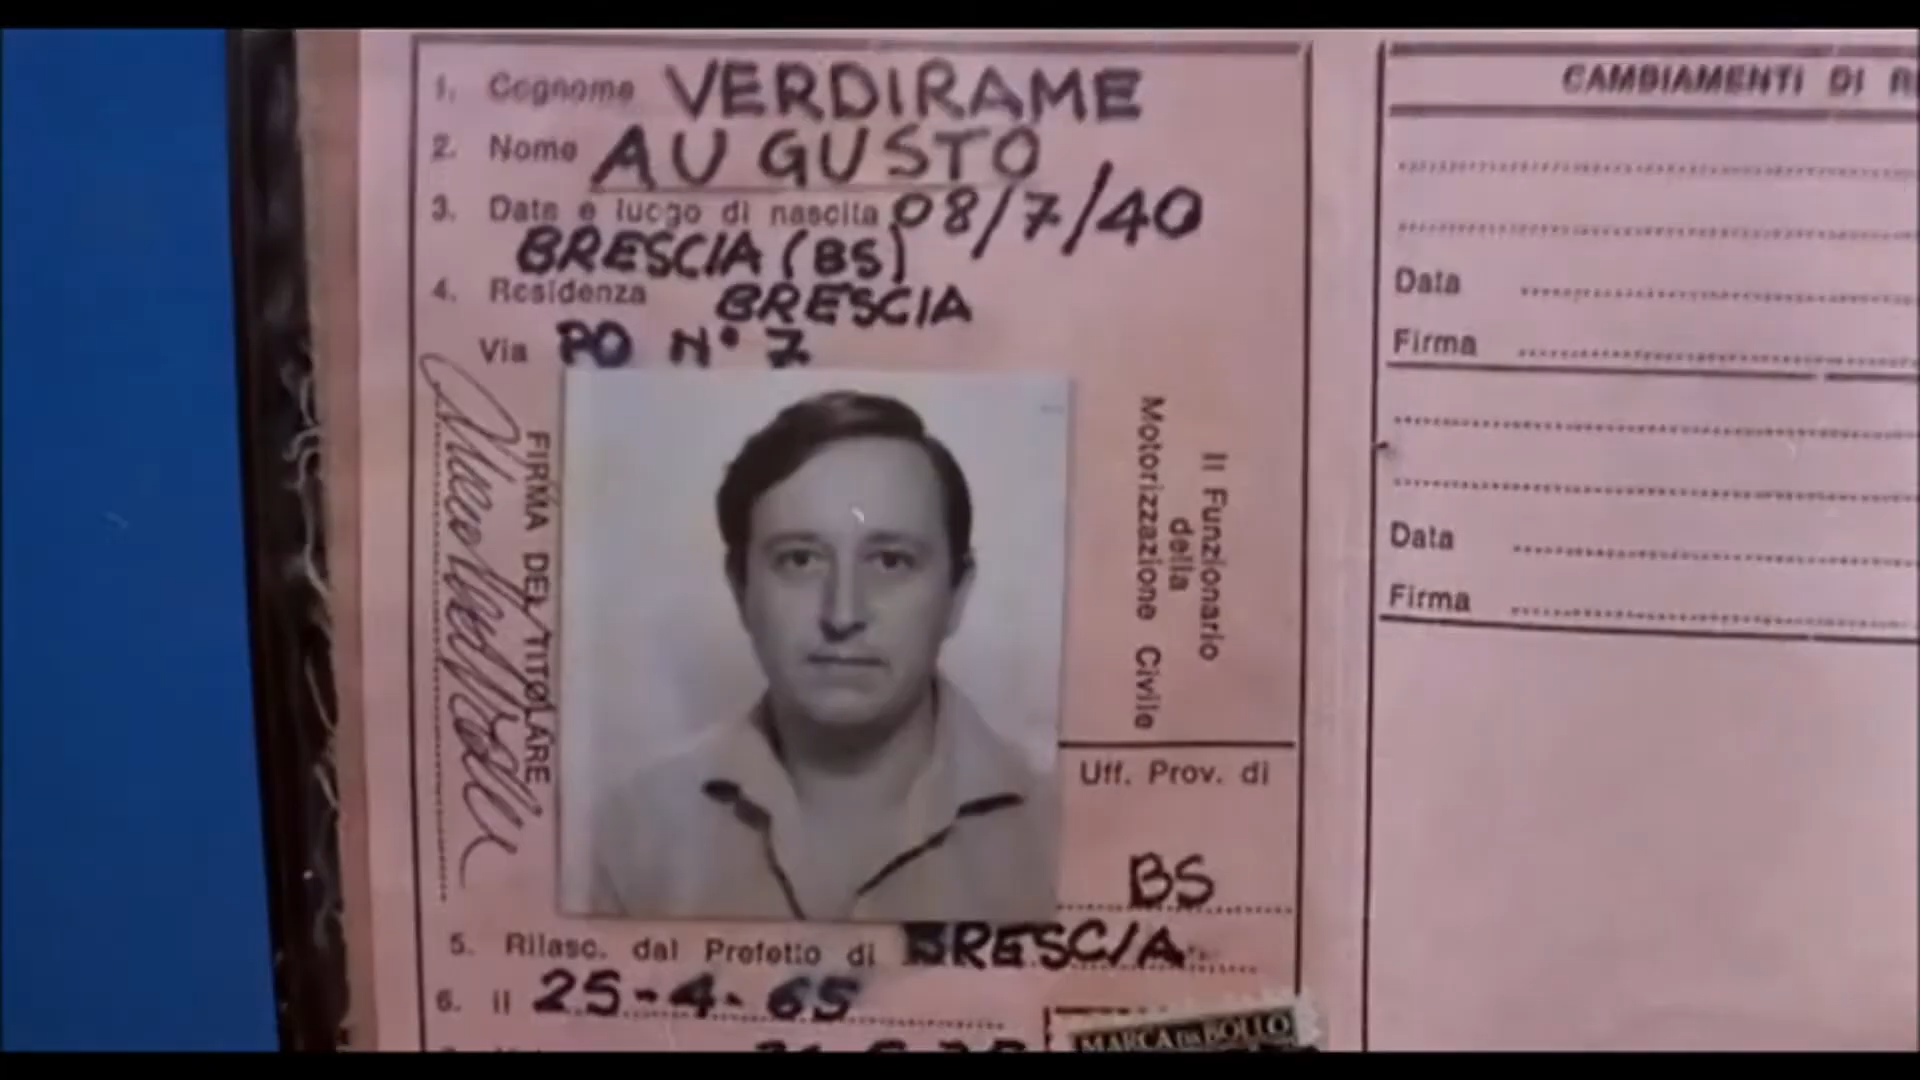 1. Cognome VERDIRAME
2. Nome AUGUSTO
3. Data e luogo di nascita 08/7/40
BRESCIA (BS)
4. Residenza BRESCIA
Via PO N° 7
FIRMA DEL TITOLARE
Il Funzionario
della
Motorizzazione Civile
Uff. Prov. di
BS
5. Rilasc. dal Prefetto di BRESCIA
6. il 25-4-65
MARCA DA BOLLO
CAMBIAMENTI DI
Data
Firma
Data
Firma